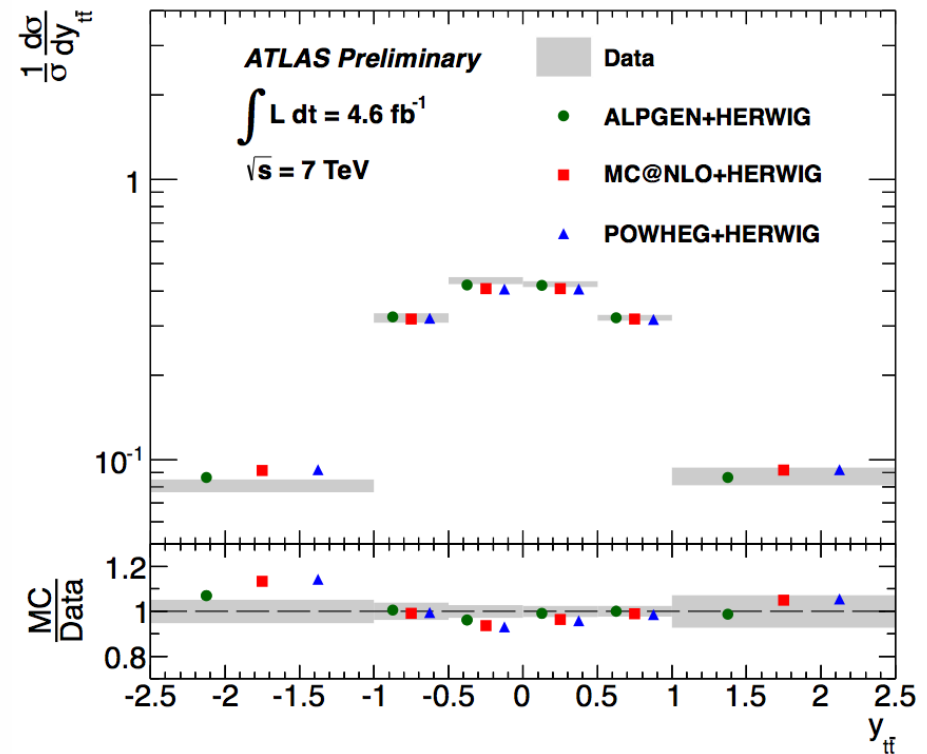 1/σ dσ/dy_tt̄
ATLAS Preliminary
∫ L dt = 4.6 fb⁻¹
√s = 7 TeV
Data
ALPGEN+HERWIG
MC@NLO+HERWIG
POWHEG+HERWIG
1
10⁻¹
MC/Data
1.2
1
0.8
-2.5 -2 -1.5 -1 -0.5 0 0.5 1 1.5 2 2.5
y_tt̄